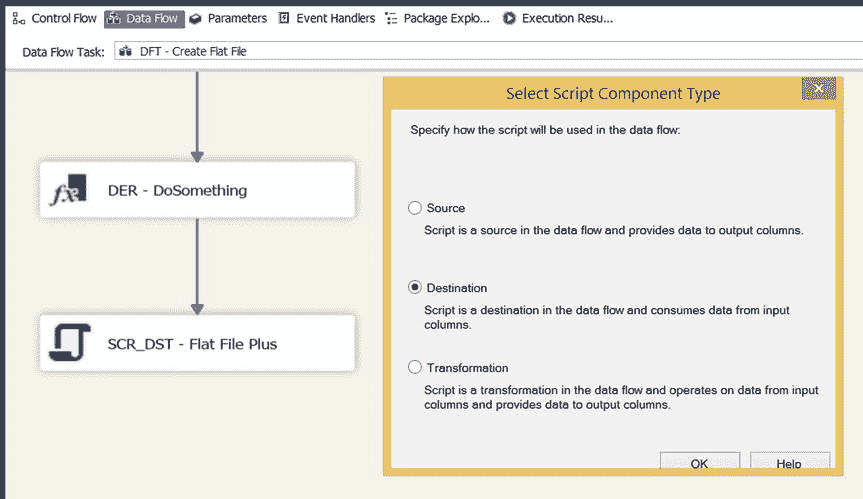 Control Flow Data Flow Parameters Event Handlers Package Explo... Execution Resu...
Data Flow Task: DFT - Create Flat File
Select Script Component Type
Specify how the script will be used in the data flow:
Source
Script is a source in the data flow and provides data to output columns.
fx DER - DoSomething
Destination
Script is a destination in the data flow and consumes data from input
columns.
SCR_DST - Flat File Plus
Transformation
Script is a transformation in the data flow and operates on data from input
columns and provides data to output columns.
OK Help